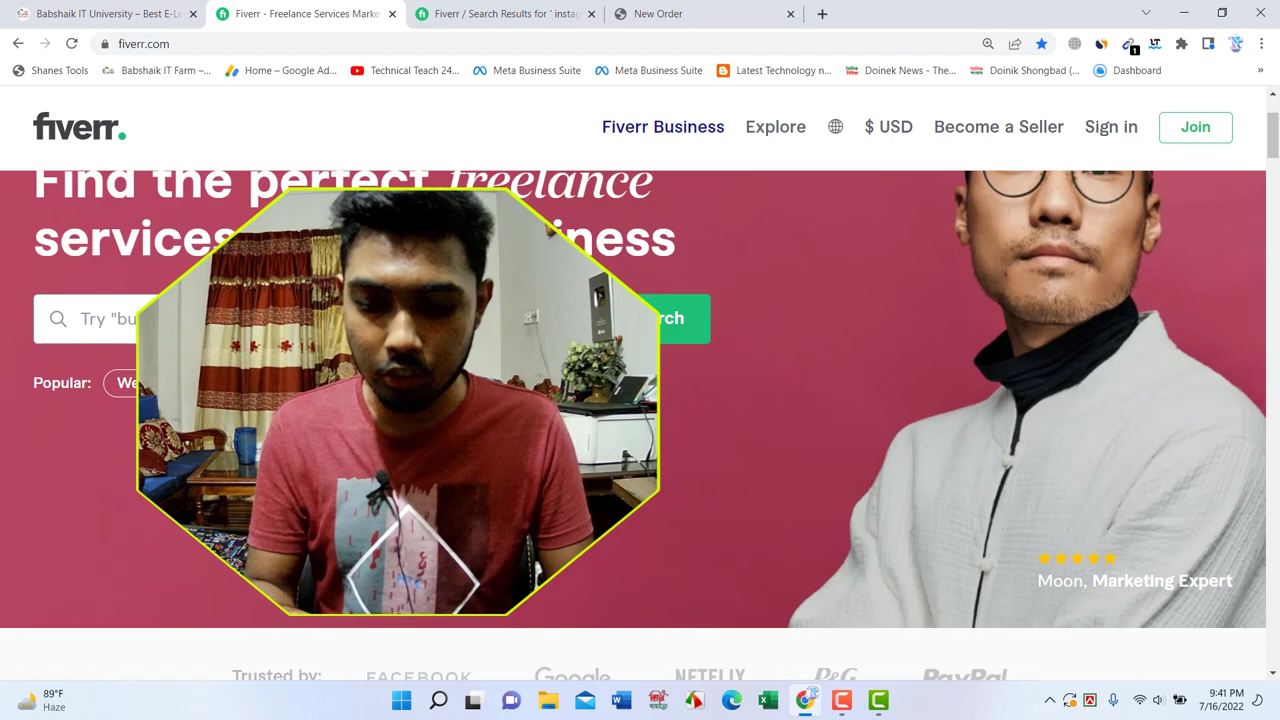 Babshaik IT University – Best E-Le
Fiverr - Freelance Services Marke
Fiverr / Search Results for ' instag
New Order
fiverr.com
1
Shanes Tools
Babshaik IT Farm –...
Home – Google Ad...
Technical Teach 24...
Meta Business Suite
Meta Business Suite
Latest Technology n...
Doinek News - The...
Doinik Shongbad (...
Dashboard
»
fiverr.
Fiverr Business
Explore
$ USD
Become a Seller
Sign in
Join
Find the perfect freelance
services
iness
Try "bu
rch
Popular:
We
Moon, Marketing Expert
Trusted by:
FACEBOOK
Google
NETFLIX
P&G
PayPal
89°F
Haze
9:41 PM
7/16/2022